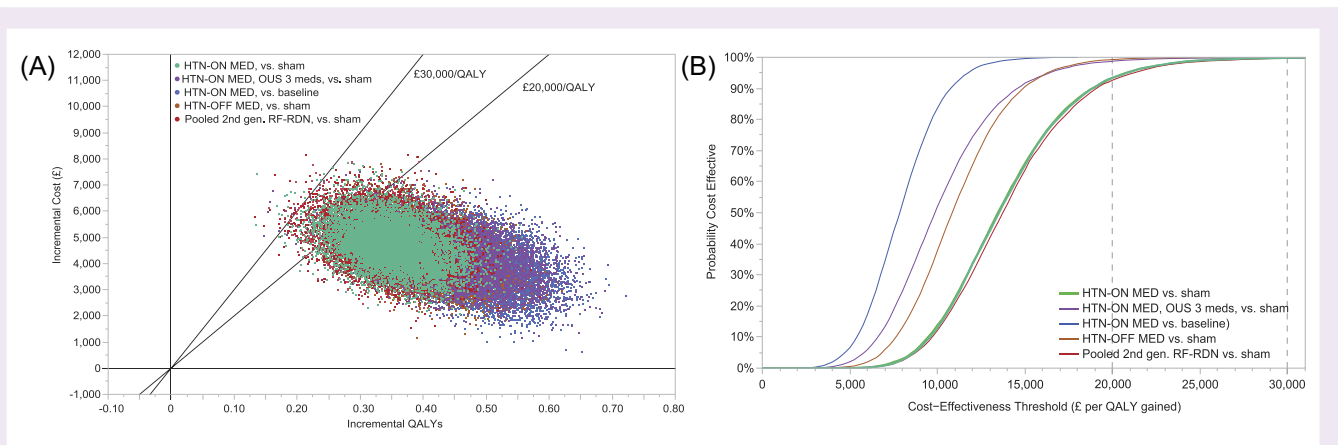 (A)
12,000
11,000
10,000
9,000
8,000
7,000
6,000
5,000
4,000
3,000
2,000
1,000
0
-1,000
Incremental Cost (£)
HTN-ON MED, vs. sham
HTN-ON MED, OUS 3 meds, vs. sham
HTN-ON MED, vs. baseline
HTN-OFF MED, vs. sham
Pooled 2nd gen. RF-RDN, vs. sham
£30,000/QALY
£20,000/QALY
-0.10 0 0.10 0.20 0.30 0.40 0.50 0.60 0.70 0.80
Incremental QALYs
(B)
100%
90%
80%
70%
60%
50%
40%
30%
20%
10%
0%
Probability Cost Effective
HTN-ON MED vs. sham
HTN-ON MED, OUS 3 meds, vs. sham
HTN-ON MED vs. baseline)
HTN-OFF MED vs. sham
Pooled 2nd gen. RF-RDN vs. sham
0 5,000 10,000 15,000 20,000 25,000 30,000
Cost-Effectiveness Threshold (£ per QALY gained)